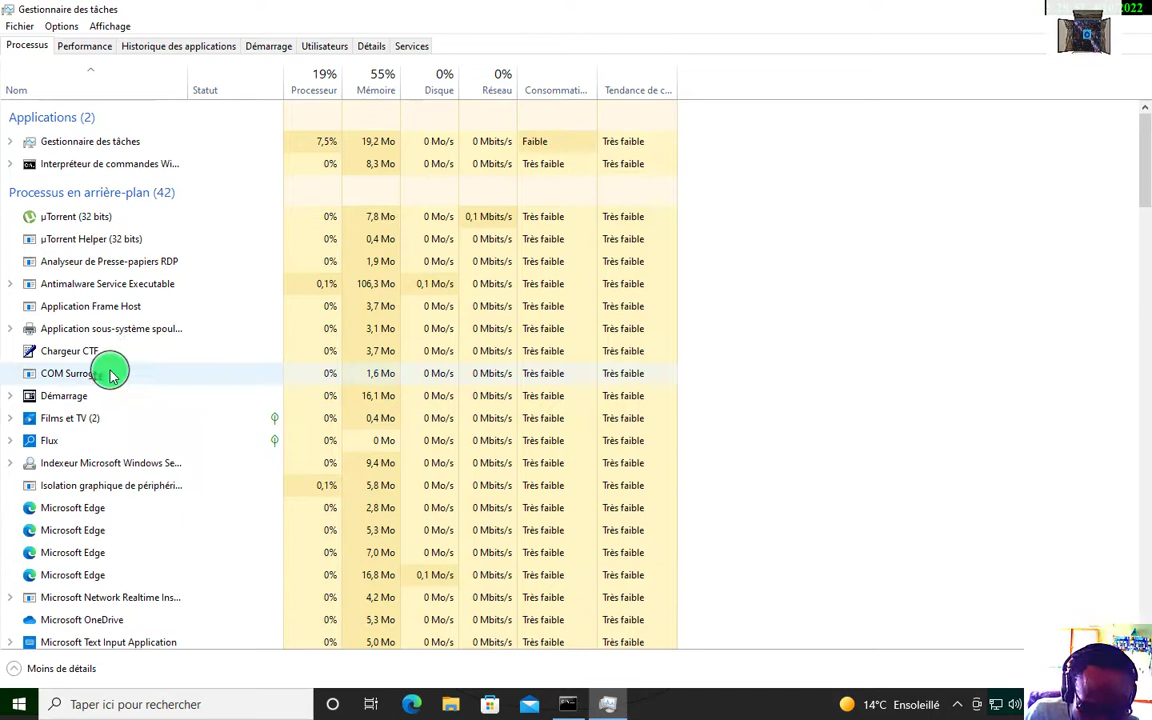 Gestionnaire des tâches
2022
Fichier Options Affichage
Processus Performance Historique des applications Démarrage Utilisateurs Détails Services
19% 55% 0% 0%
Nom Statut Processeur Mémoire Disque Réseau Consommati... Tendance de c...
Applications (2)
Gestionnaire des tâches 7,5% 19,2 Mo 0 Mo/s 0 Mbits/s Faible Très faible
Interpréteur de commandes Wi... 0% 8,3 Mo 0 Mo/s 0 Mbits/s Très faible Très faible
Processus en arrière-plan (42)
µTorrent (32 bits) 0% 7,8 Mo 0 Mo/s 0,1 Mbits/s Très faible Très faible
µTorrent Helper (32 bits) 0% 0,4 Mo 0 Mo/s 0 Mbits/s Très faible Très faible
Analyseur de Presse-papiers RDP 0% 1,9 Mo 0 Mo/s 0 Mbits/s Très faible Très faible
Antimalware Service Executable 0,1% 106,3 Mo 0,1 Mo/s 0 Mbits/s Très faible Très faible
Application Frame Host 0% 3,7 Mo 0 Mo/s 0 Mbits/s Très faible Très faible
Application sous-système spoul... 0% 3,1 Mo 0 Mo/s 0 Mbits/s Très faible Très faible
Chargeur CTF 0% 3,7 Mo 0 Mo/s 0 Mbits/s Très faible Très faible
COM 0% 1,6 Mo 0 Mo/s 0 Mbits/s Très faible Très faible
Démarrage 0% 16,1 Mo 0 Mo/s 0 Mbits/s Très faible Très faible
Films et TV (2) 0% 0,4 Mo 0 Mo/s 0 Mbits/s Très faible Très faible
Flux 0% 0 Mo 0 Mo/s 0 Mbits/s Très faible Très faible
Indexeur Microsoft Windows Se... 0% 9,4 Mo 0 Mo/s 0 Mbits/s Très faible Très faible
Isolation graphique de périphéri... 0,1% 5,8 Mo 0 Mo/s 0 Mbits/s Très faible Très faible
Microsoft Edge 0% 2,8 Mo 0 Mo/s 0 Mbits/s Très faible Très faible
Microsoft Edge 0% 5,3 Mo 0 Mo/s 0 Mbits/s Très faible Très faible
Microsoft Edge 0% 7,0 Mo 0 Mo/s 0 Mbits/s Très faible Très faible
Microsoft Edge 0% 16,8 Mo 0,1 Mo/s 0 Mbits/s Très faible Très faible
Microsoft Network Realtime Ins... 0% 4,2 Mo 0 Mo/s 0 Mbits/s Très faible Très faible
Microsoft OneDrive 0% 5,3 Mo 0 Mo/s 0 Mbits/s Très faible Très faible
Microsoft Text Input Application 0% 5,0 Mo 0 Mo/s 0 Mbits/s Très faible Très faible
Moins de détails
Taper ici pour rechercher 14°C Ensoleillé